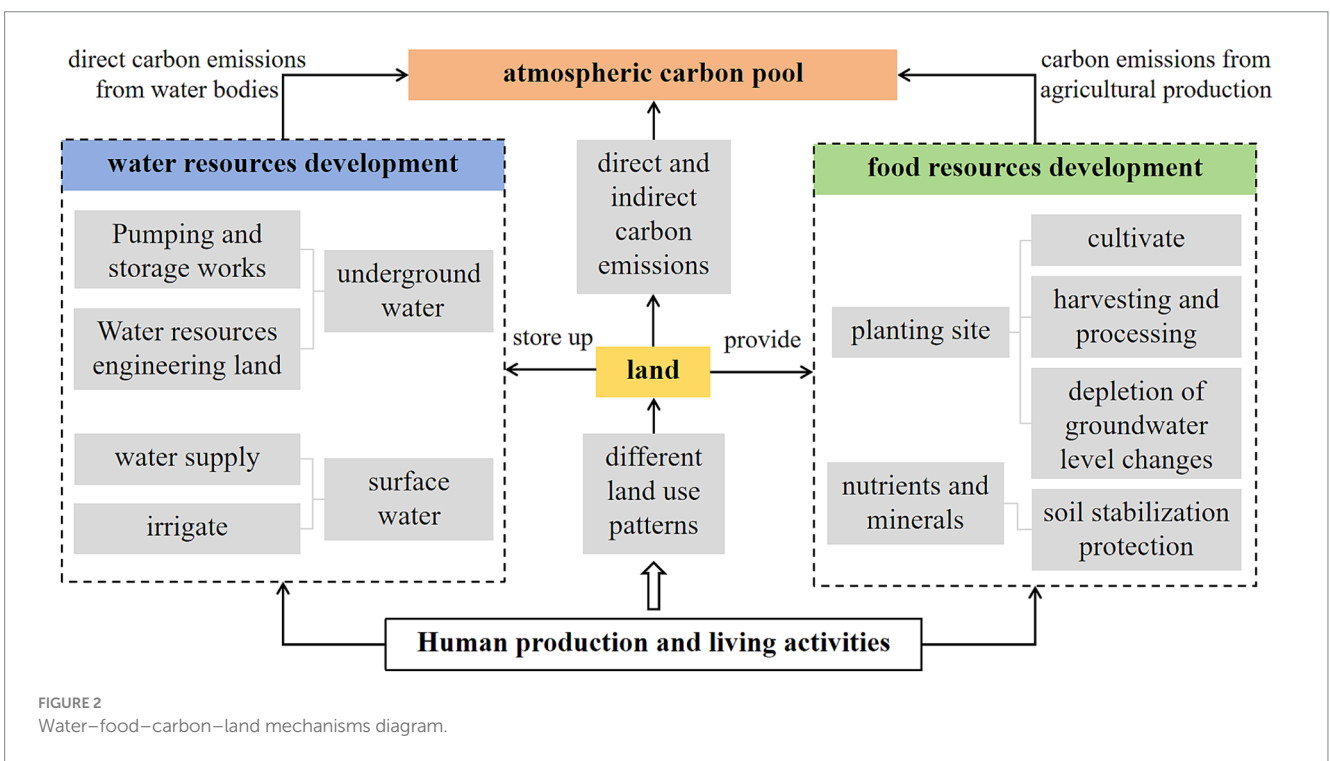 direct carbon emissions
from water bodies
atmospheric carbon pool
carbon emissions from
agricultural production
water resources development
Pumping and
storage works
underground
water
Water resources
engineering land
water supply
surface
water
irrigate
direct and
indirect
carbon
emissions
store up
land
provide
different
land use
patterns
food resources development
planting site
cultivate
harvesting and
processing
depletion of
groundwater
level changes
nutrients and
minerals
soil stabilization
protection
Human production and living activities
FIGURE 2
Water–food–carbon–land mechanisms diagram.